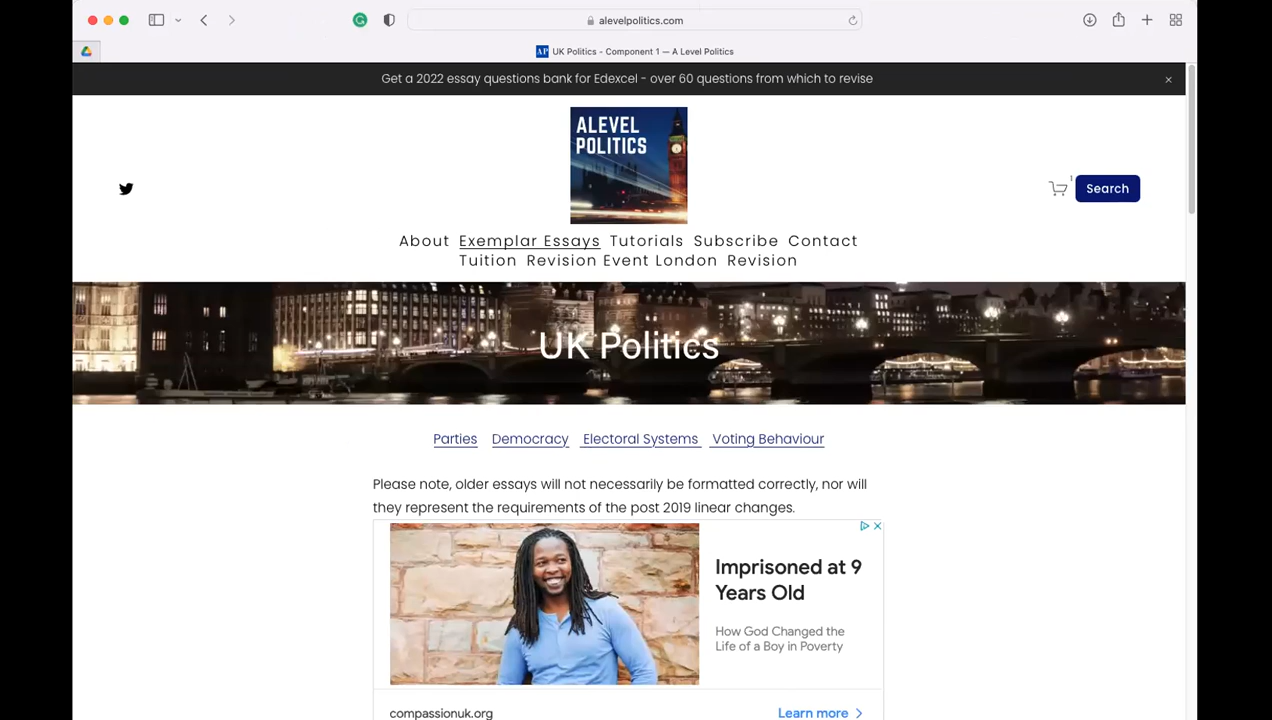 alevelpolitics.com
AP UK Politics - Component 1 — A Level Politics
Get a 2022 essay questions bank for Edexcel - over 60 questions from which to revise
×
ALEVEL
POLITICS
1
Search
About Exemplar Essays Tutorials Subscribe Contact
Tuition Revision Event London Revision
UK Politics
Parties Democracy Electoral Systems Voting Behaviour
Please note, older essays will not necessarily be formatted correctly, nor will
they represent the requirements of the post 2019 linear changes.
Imprisoned at 9
Years Old
How God Changed the
Life of a Boy in Poverty
compassionuk.org
Learn more